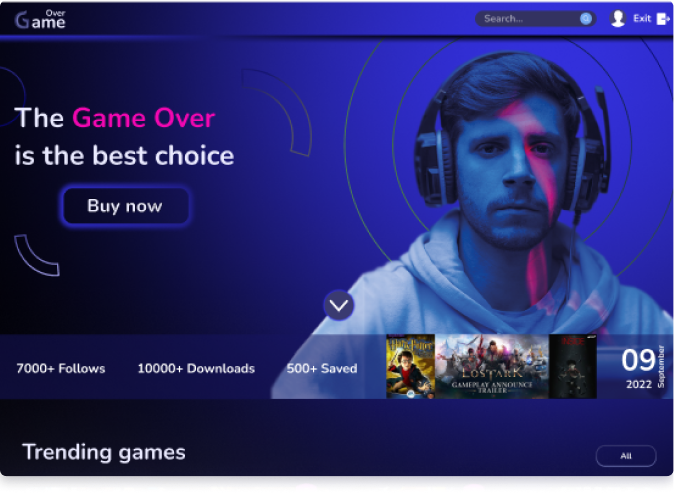 Over
Game
Search...
Exit
The Game Over
is the best choice
Buy now
7000+ Follows
10000+ Downloads
500+ Saved
Harry Potter
LOST ARK
GAMEPLAY ANNOUNCE
TRAILER
09
2022
September
Trending games
All